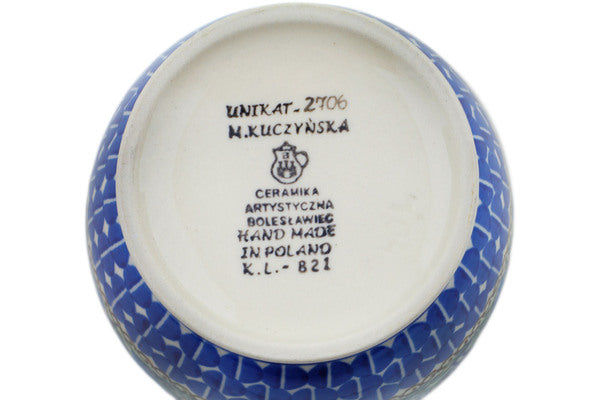 UNIKAT-2706
M.KUCZYŃSKA
B
CERAMIKA
ARTYSTYCZNA
BOLESŁAWIEC
HAND MADE
IN POLAND
K.L.-821